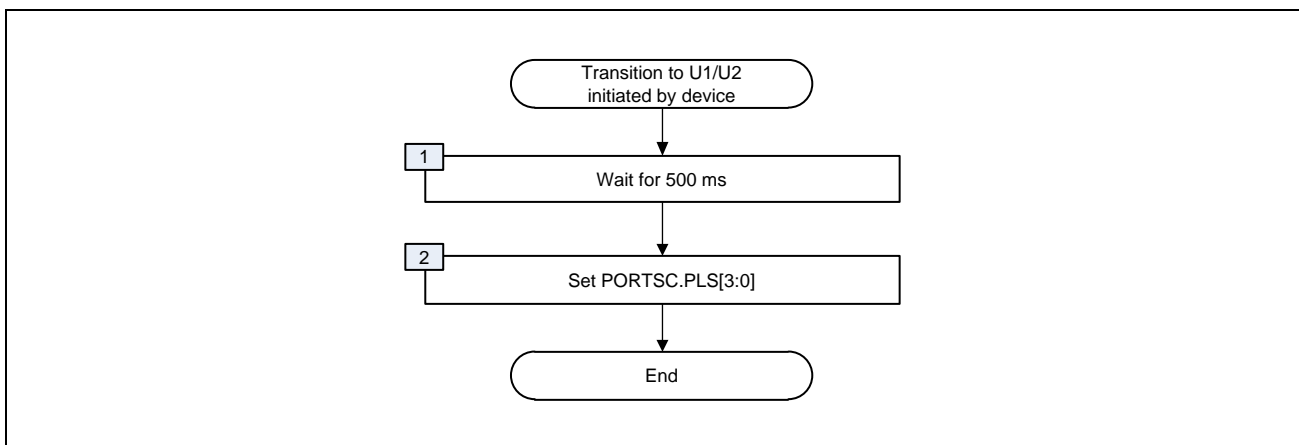 Transition to U1/U2
initiated by device
1
Wait for 500 ms
2
Set PORTSC.PLS[3:0]
End